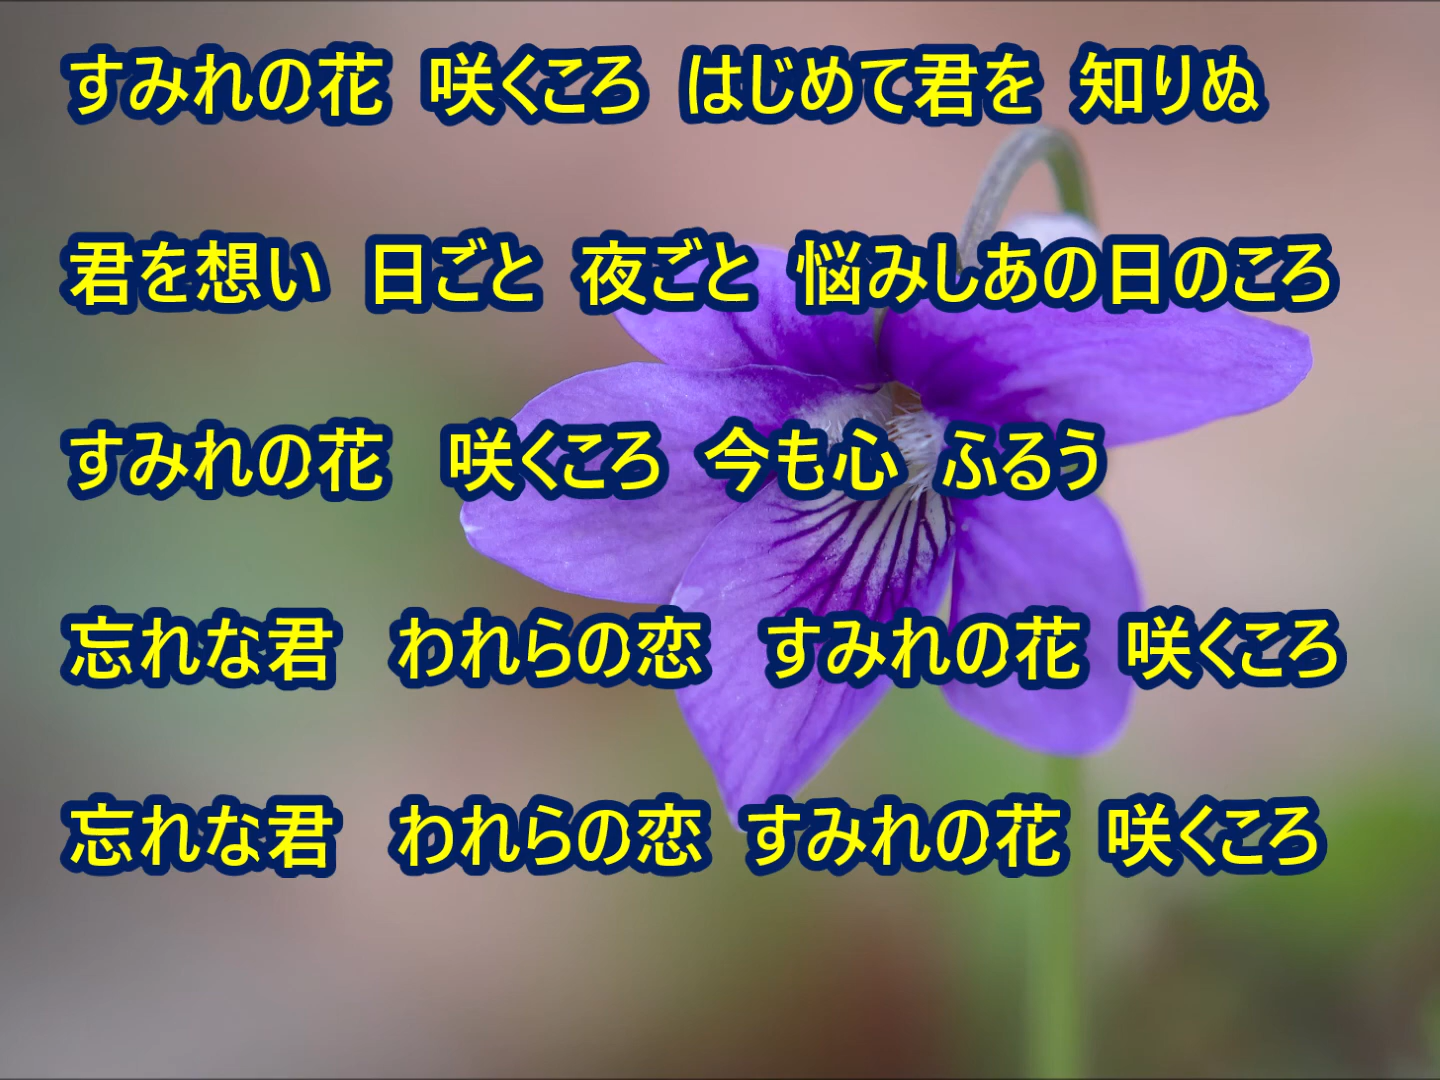 すみれの花 咲くころ はじめて君を 知りぬ
君を想い 日ごと 夜ごと 悩みしあの日のころ
すみれの花 咲くころ 今も心 ふるう
忘れな君 われらの恋 すみれの花 咲くころ
忘れな君 われらの恋 すみれの花 咲くころ